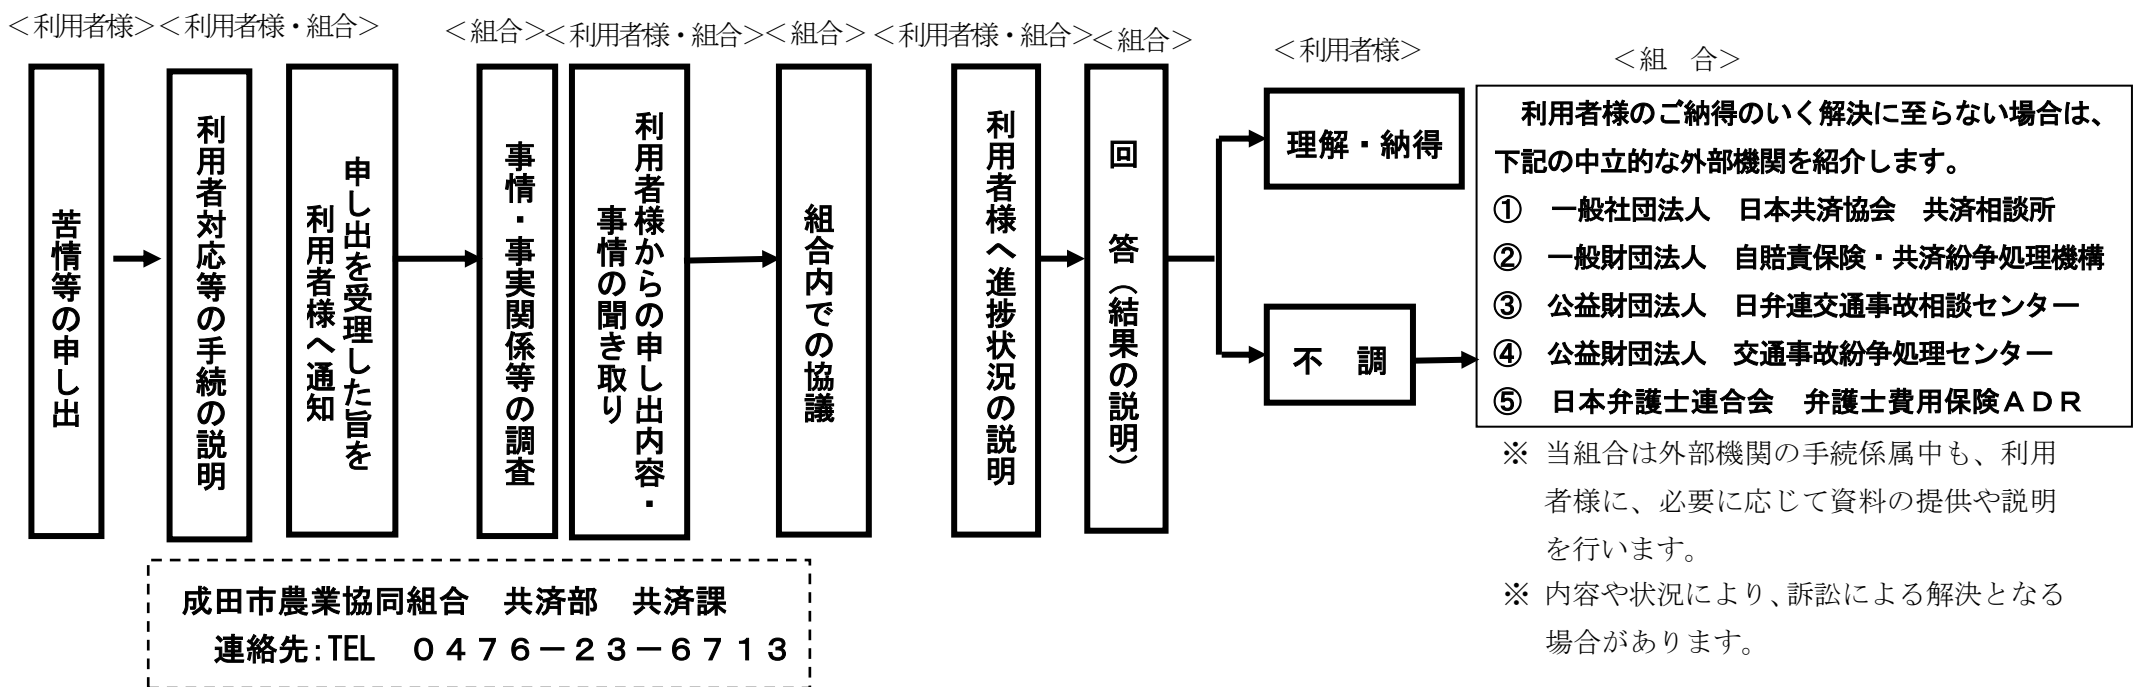 ＜利用者様＞
＜利用者様・組合＞
＜組合＞
＜利用者様・組合＞
＜組合＞
＜利用者様・組合＞
＜組合＞
＜利用者様＞
＜組　合＞
苦情等の申し出
利用者対応等の手続の説明
申し出を受理した旨を
利用者様へ通知
事情・事実関係等の調査
利用者様からの申し出内容・
事情の聞き取り
組合内での協議
利用者様へ進捗状況の説明
回　答（結果の説明）
理解・納得
不　調
利用者様のご納得のいく解決に至らない場合は、
下記の中立的な外部機関を紹介します。
①　一般社団法人　日本共済協会　共済相談所
②　一般財団法人　自賠責保険・共済紛争処理機構
③　公益財団法人　日弁連交通事故相談センター
④　公益財団法人　交通事故紛争処理センター
⑤　日本弁護士連合会　弁護士費用保険ＡＤＲ
※ 当組合は外部機関の手続係属中も、利用
者様に、必要に応じて資料の提供や説明
を行います。
※ 内容や状況により、訴訟による解決となる
場合があります。
成田市農業協同組合　共済部　共済課
連絡先：TEL　０４７６－２３－６７１３